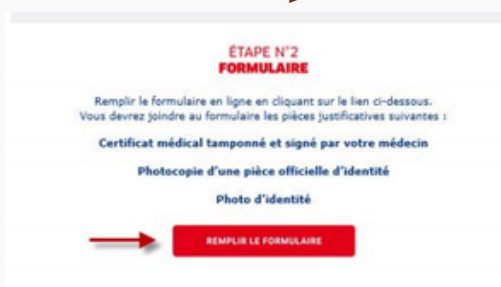 ÉTAPE N°2
FORMULAIRE
Remplir le formulaire en ligne en cliquant sur le lien ci-dessous.
Vous devrez joindre au formulaire les pièces justificatives suivantes :
Certificat médical tamponné et signé par votre médecin
Photocopie d'une pièce officielle d'identité
Photo d'identité
REMPLIR LE FORMULAIRE